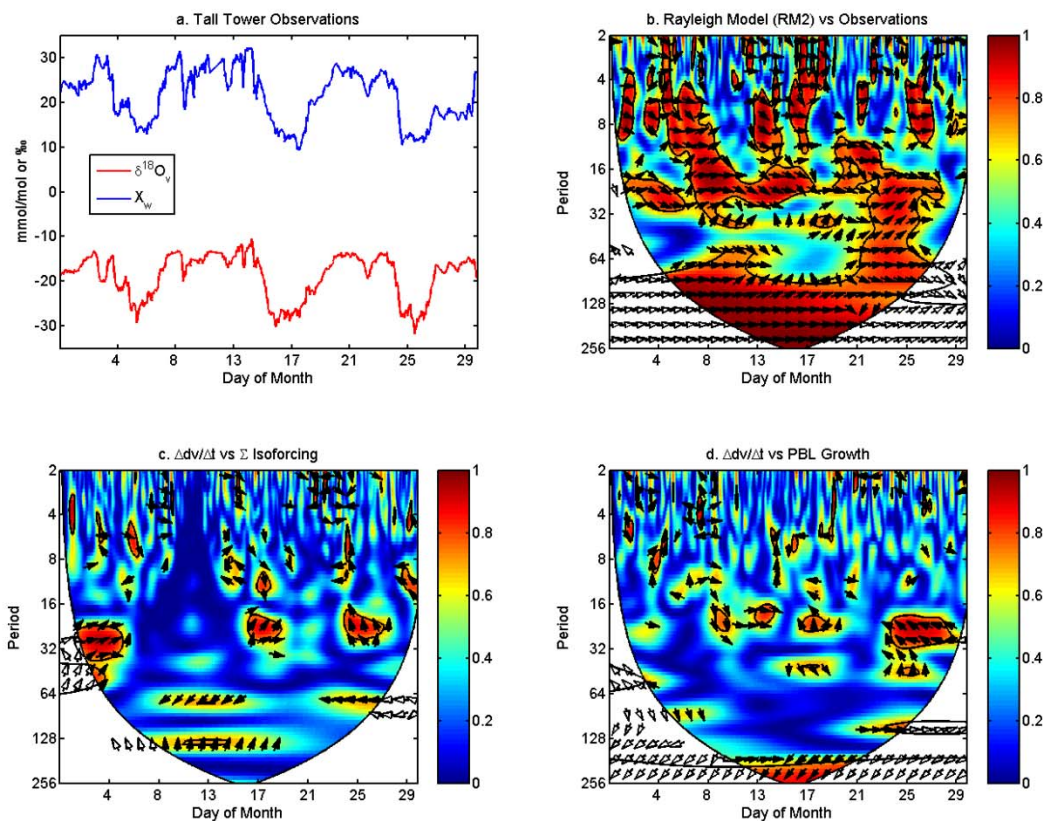 a. Tall Tower Observations
mmol/mol or ‰
30
20
10
0
-10
-20
-30
δ¹⁸Oᵥ
X_w
4 8 13 17 21 25 29
Day of Month
b. Rayleigh Model (RM2) vs Observations
Period
2
4
8
16
32
64
128
256
4 8 13 17 21 25 29
Day of Month
1
0.8
0.6
0.4
0.2
0
c. Δdv/Δt vs Σ Isoforcing
Period
2
4
8
16
32
64
128
256
4 8 13 17 21 25 29
Day of Month
1
0.8
0.6
0.4
0.2
0
d. Δdv/Δt vs PBL Growth
Period
2
4
8
16
32
64
128
256
4 8 13 17 21 25 29
Day of Month
1
0.8
0.6
0.4
0.2
0